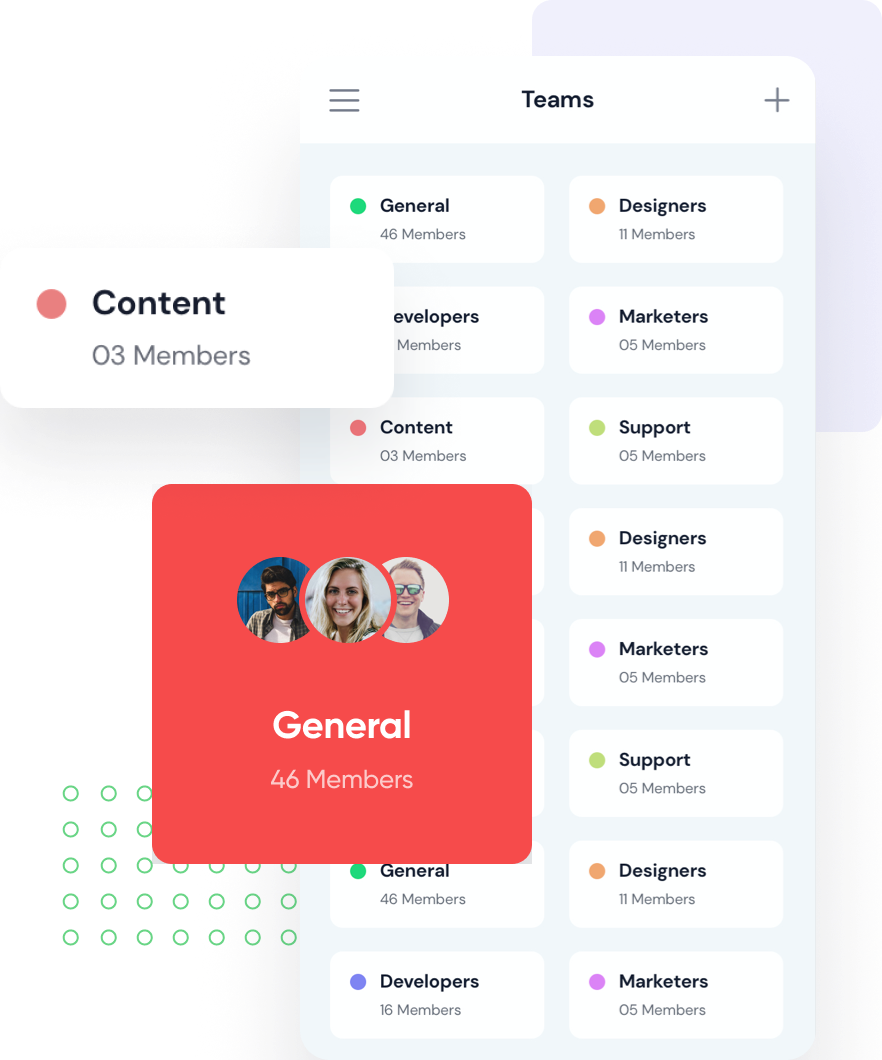 Teams
General
46 Members
Designers
11 Members
Content
03 Members
evelopers
Members
Marketers
05 Members
Content
03 Members
Support
05 Members
Designers
11 Members
General
46 Members
Marketers
05 Members
Support
05 Members
General
46 Members
Designers
11 Members
Developers
16 Members
Marketers
05 Members